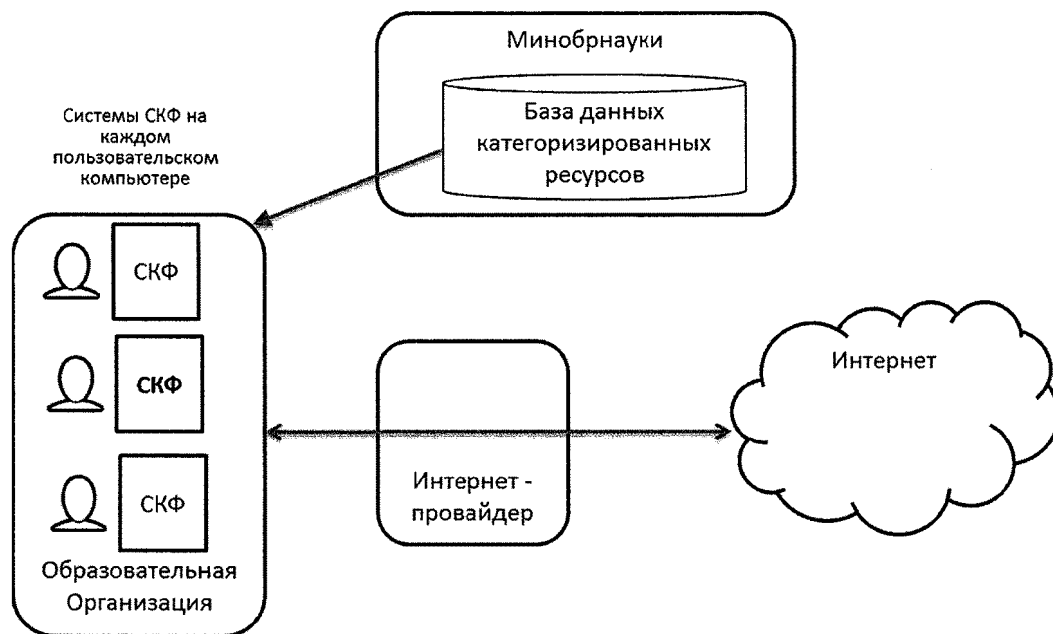 Минобрнауки
База данных
категоризированных
ресурсов
Системы СКФ на
каждом
пользовательском
компьютере
СКФ
СКФ
СКФ
Образовательная
Организация
Интернет -
провайдер
Интернет